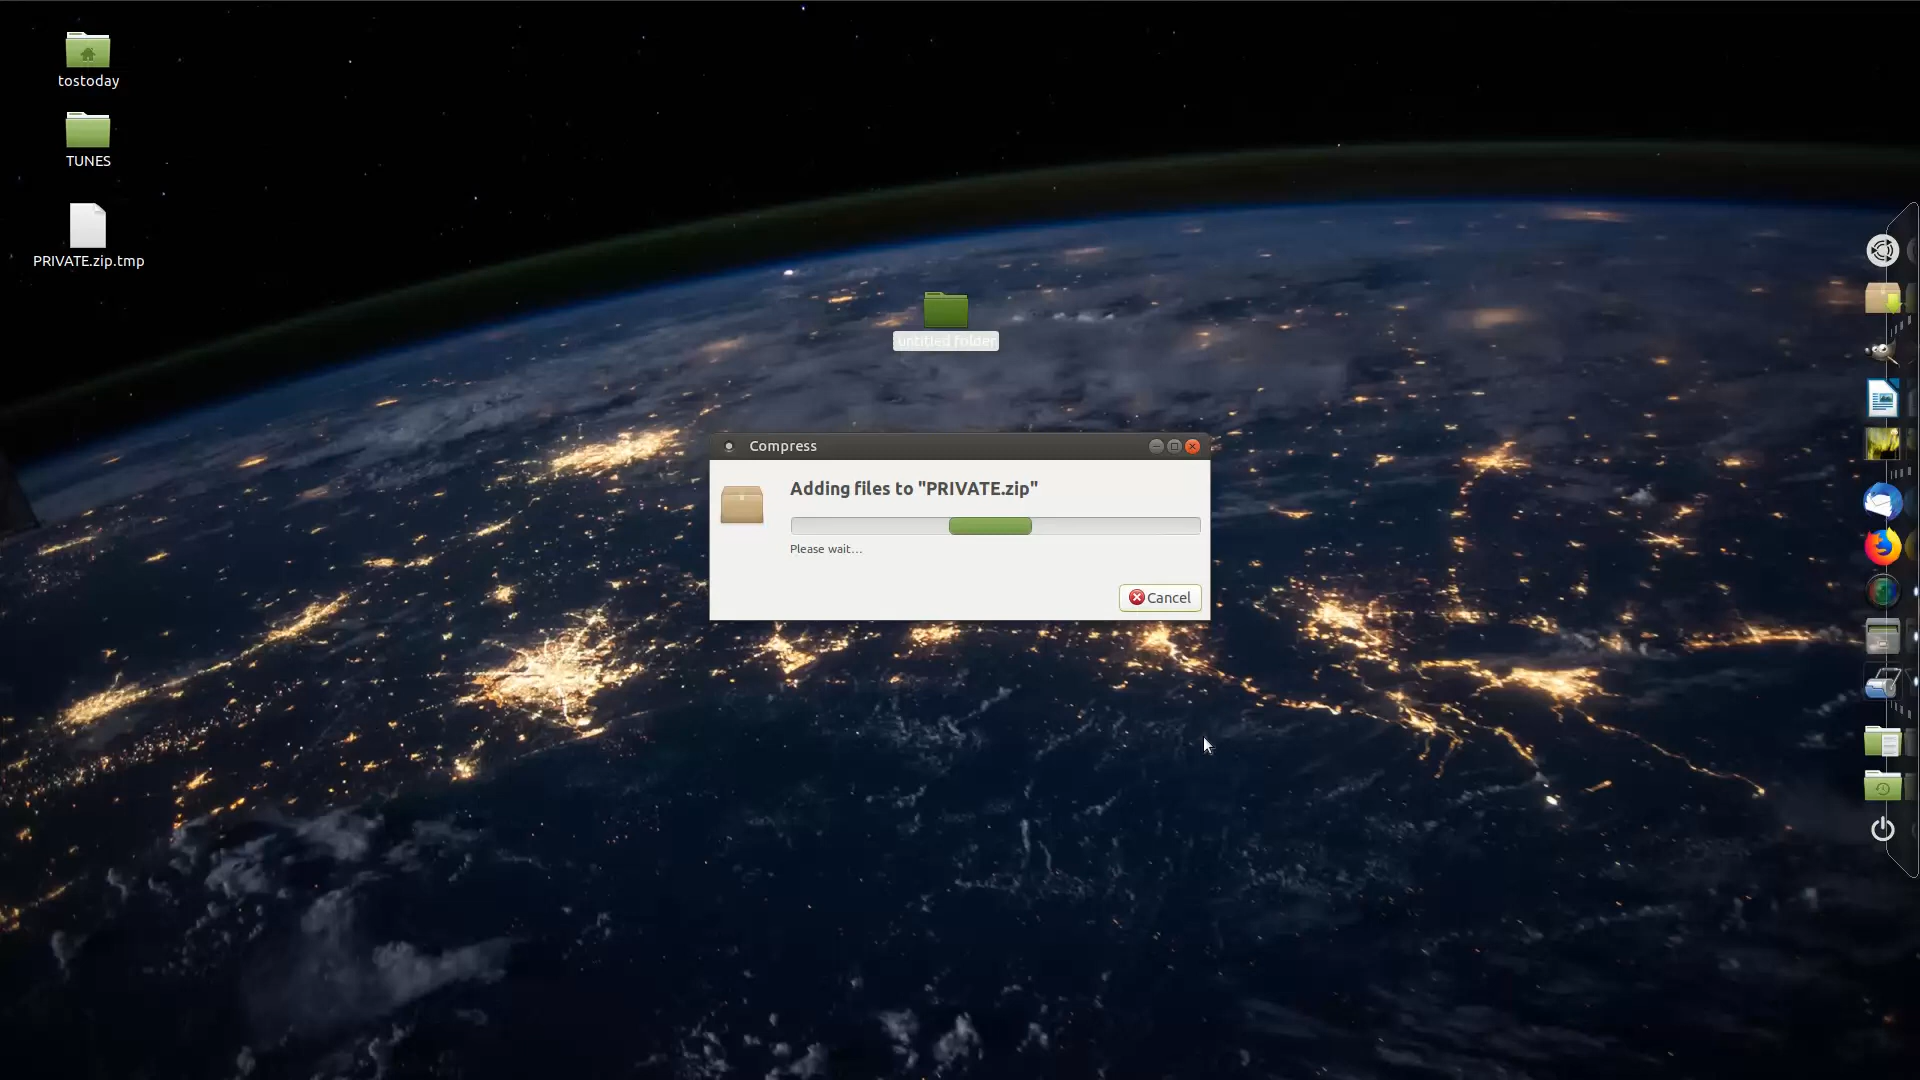 tostoday
TUNES
PRIVATE.zip.tmp
untitled folder
Compress
Adding files to "PRIVATE.zip"
Please wait…
Cancel